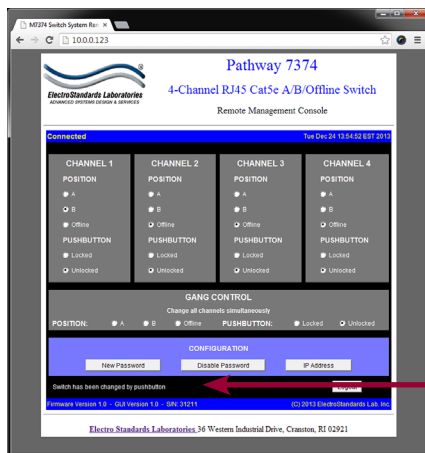 M7374 Switch System Rem
10.0.0.123
ElectroStandards Laboratories
ADVANCED SYSTEMS DESIGN & SERVICES
Pathway 7374
4-Channel RJ45 Cat5e A/B/Offline Switch
Remote Management Console
Connected Tue Dec 24 13:54:52 EST 2013
CHANNEL 1 CHANNEL 2 CHANNEL 3 CHANNEL 4
POSITION POSITION POSITION POSITION
A A A A
B B B B
Offline Offline Offline Offline
PUSHBUTTON PUSHBUTTON PUSHBUTTON PUSHBUTTON
Locked Locked Locked Locked
Unlocked Unlocked Unlocked Unlocked
GANG CONTROL
Change all channels simultaneously
POSITION: A B Offline PUSHBUTTON: Locked Unlocked
CONFIGURATION
New Password Disable Password IP Address
Switch has been changed by pushbutton
Firmware Version 1.0 - GUI Version 1.0 - S/N: 31211 (C) 2013 ElectroStandards Lab. Inc.
Electro Standards Laboratories 36 Western Industrial Drive, Cranston, RI 02921